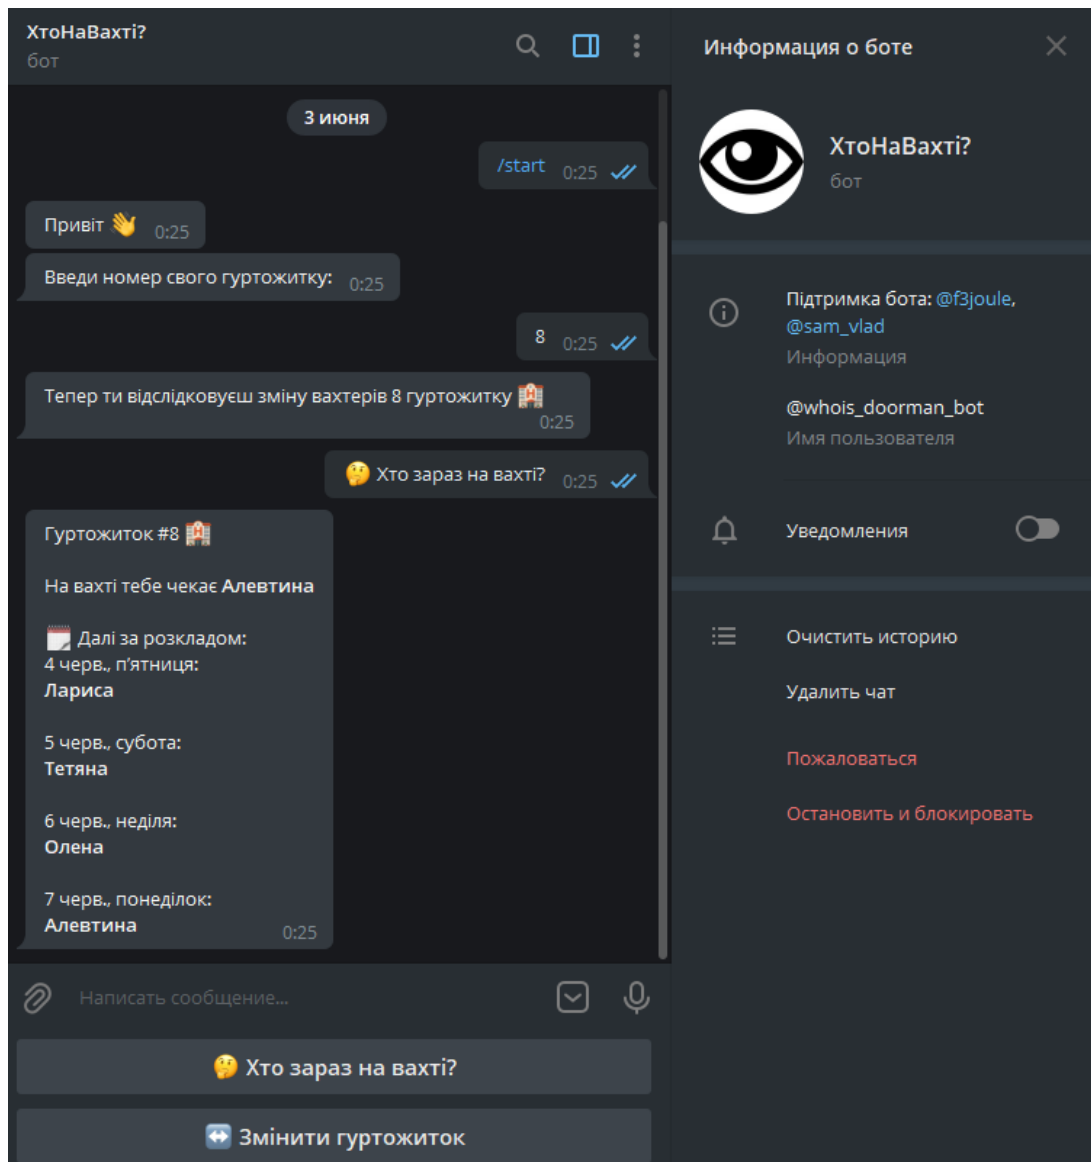 ХтоНаВахті?
бот
3 июня
/start 0:25
Привіт 👋 0:25
Введи номер свого гуртожитку: 0:25
8 0:25
Тепер ти відслідковуєш зміну вахтерів 8 гуртожитку 🏩
0:25
🤔 Хто зараз на вахті? 0:25
Гуртожиток #8 🏩
На вахті тебе чекає Алевтина
🗓 Далі за розкладом:
4 черв., п'ятниця:
Лариса
5 черв., субота:
Тетяна
6 черв., неділя:
Олена
7 черв., понеділок:
Алевтина 0:25
Написать сообщение...
🤔 Хто зараз на вахті?
↔️ Змінити гуртожиток
Информация о боте
ХтоНаВахті?
бот
Підтримка бота: @f3joule,
@sam_vlad
Информация
@whois_doorman_bot
Имя пользователя
Уведомления
Очистить историю
Удалить чат
Пожаловаться
Остановить и блокировать